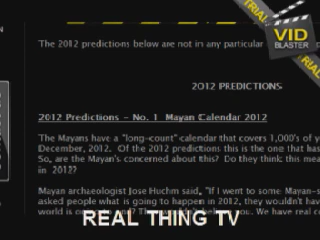 TRIAL
VID
BLASTER
TRIAL
The 2012 predictions below are not in any particular
2012 PREDICTIONS
2012 Predictions - No. 1 Mayan Calendar 2012
The Mayans have a "long-count" calendar that covers 1,000's of y
December, 2012. Of the 2012 predictions this is the one that has
So, are the Mayan's concerned about this? Do they think this mea
in 2012?
Mayan archaeologist Jose Huchm said, "If I went to some Mayan-s
asked people what is going to happen in 2012, they wouldn't have
world is
We have real c
REAL THING TV